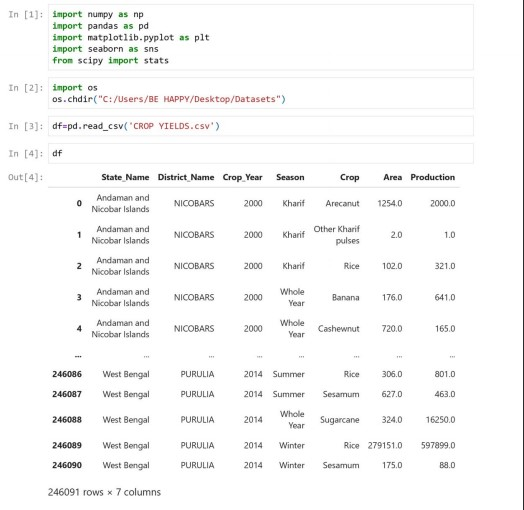 In [1]: import numpy as np
import pandas as pd
import matplotlib.pyplot as plt
import seaborn as sns
from scipy import stats
In [2]: import os
os.chdir("C:/Users/BE HAPPY/Desktop/Datasets")
In [3]: df=pd.read_csv('CROP YIELDS.csv')
In [4]: df
Out[4]:
State_Name District_Name Crop_Year Season Crop Area Production
0 Andaman and Nicobar Islands NICOBARS 2000 Kharif Arecanut 1254.0 2000.0
1 Andaman and Nicobar Islands NICOBARS 2000 Kharif Other Kharif pulses 2.0 1.0
2 Andaman and Nicobar Islands NICOBARS 2000 Kharif Rice 102.0 321.0
3 Andaman and Nicobar Islands NICOBARS 2000 Whole Year Banana 176.0 641.0
4 Andaman and Nicobar Islands NICOBARS 2000 Whole Year Cashewnut 720.0 165.0
... ... ... ... ... ... ... ...
246086 West Bengal PURULIA 2014 Summer Rice 306.0 801.0
246087 West Bengal PURULIA 2014 Summer Sesamum 627.0 463.0
246088 West Bengal PURULIA 2014 Whole Year Sugarcane 324.0 16250.0
246089 West Bengal PURULIA 2014 Winter Rice 279151.0 597899.0
246090 West Bengal PURULIA 2014 Winter Sesamum 175.0 88.0
246091 rows × 7 columns